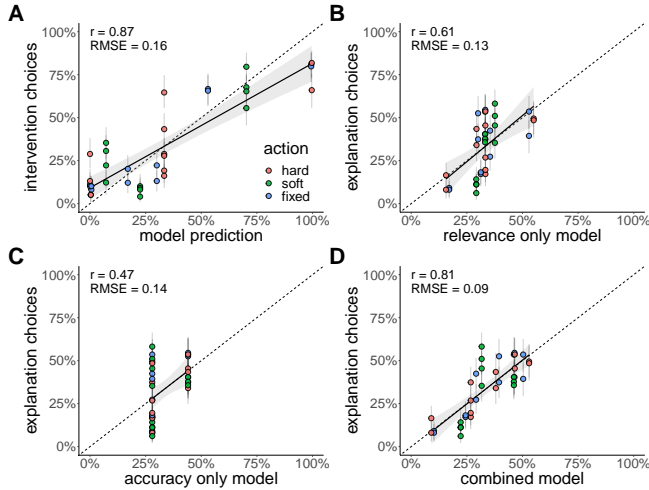 A
r = 0.87
RMSE = 0.16
100%
75%
50%
25%
0%
intervention choices
action
hard
soft
fixed
0% 25% 50% 75% 100%
model prediction
B
r = 0.61
RMSE = 0.13
100%
75%
50%
25%
0%
explanation choices
0% 25% 50% 75% 100%
relevance only model
C
r = 0.47
RMSE = 0.14
100%
75%
50%
25%
0%
explanation choices
0% 25% 50% 75% 100%
accuracy only model
D
r = 0.81
RMSE = 0.09
100%
75%
50%
25%
0%
explanation choices
0% 25% 50% 75% 100%
combined model